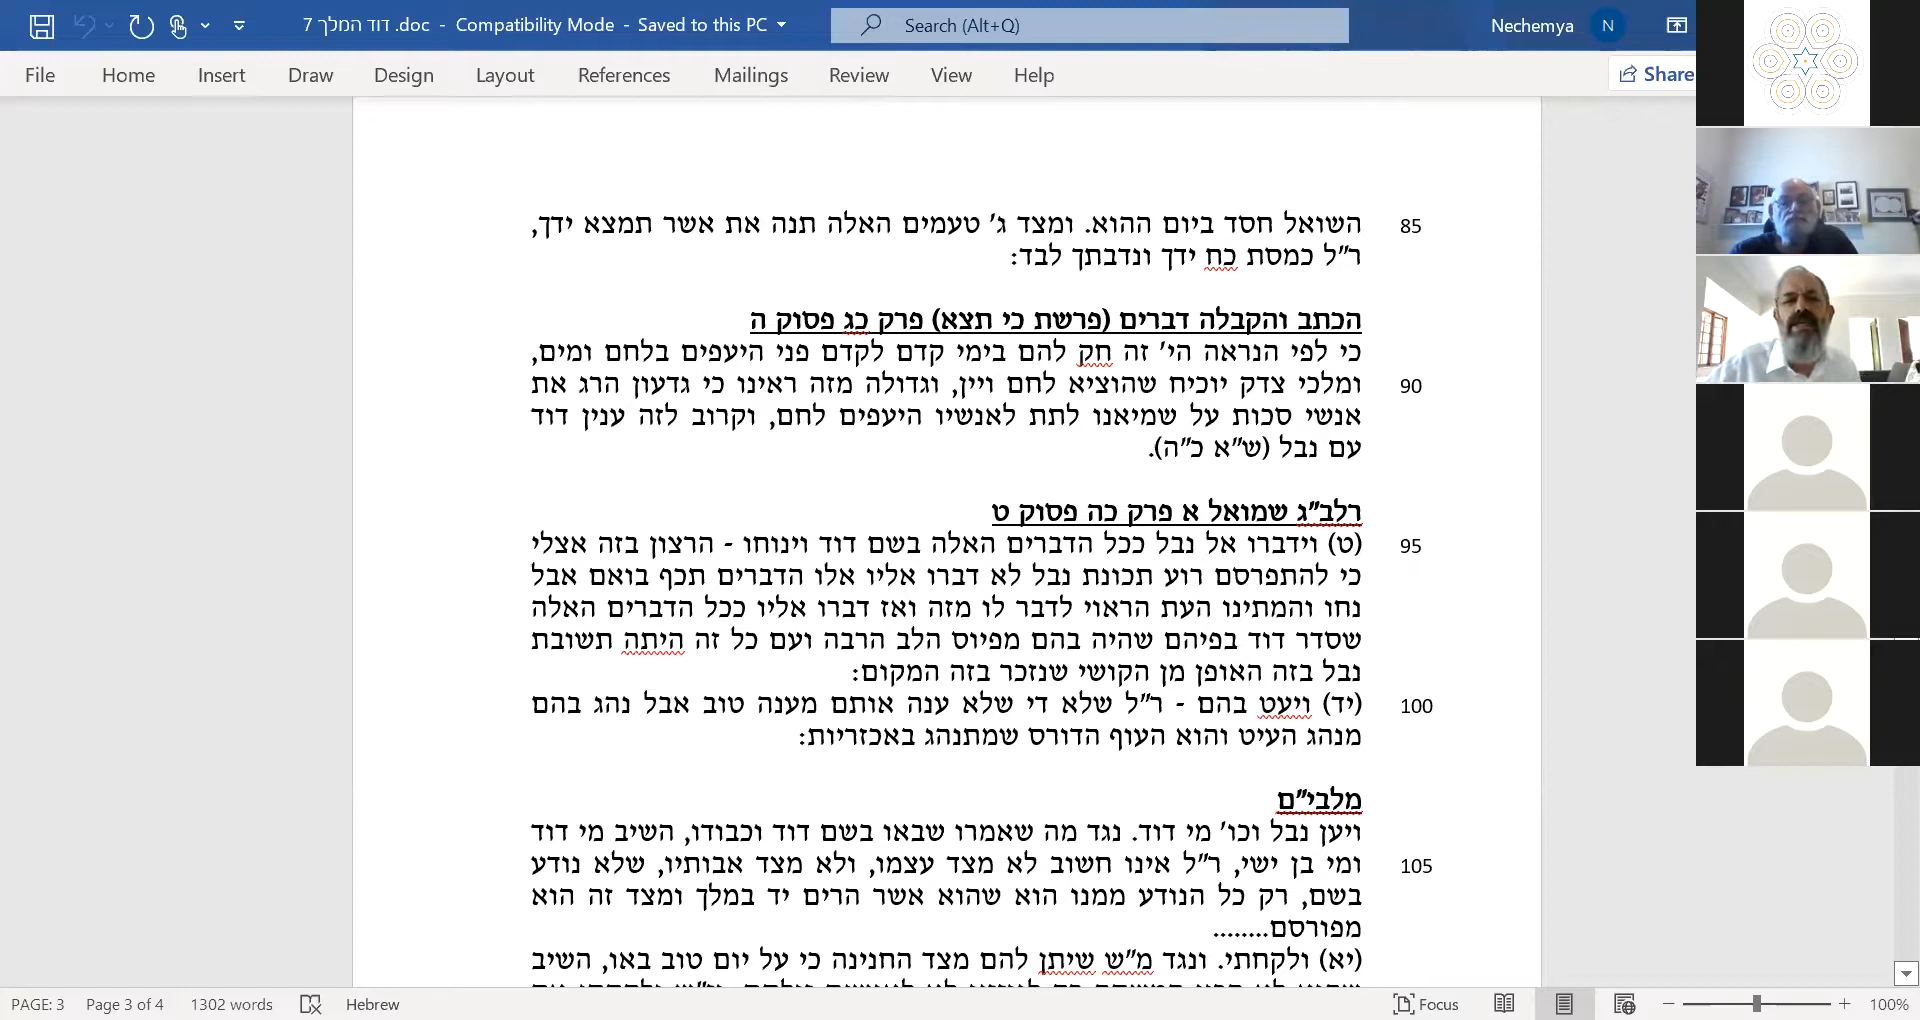 7 דוד המלך .doc - Compatibility Mode - Saved to this PC
Search (Alt+Q)
Nechemya N
File Home Insert Draw Design Layout References Mailings Review View Help
Share
השואל חסד ביום ההוא. ומצד ג' טעמים האלה תנה את אשר תמצא ידך, 85
ר"ל כמסת כח ידך ונדבתך לבד:
הכתב והקבלה דברים (פרשת כי תצא) פרק כג פסוק ה
כי לפי הנראה הי' זה חק להם בימי קדם לקדם פני היעפים בלחם ומים,
ומלכי צדק יוכיח שהוציא לחם ויין, וגדולה מזה ראינו כי גדעון הרג את 90
אנשי סכות על שמיאנו לתת לאנשיו היעפים לחם, וקרוב לזה ענין דוד
עם נבל (ש"א כ"ה).
רלב"ג שמואל א פרק כה פסוק ט
(ט) וידברו אל נבל ככל הדברים האלה בשם דוד וינוחו - הרצון בזה אצלי 95
כי להתפרסם רוע תכונת נבל לא דברו אליו אלו הדברים תכף בואם אבל
נחו והמתינו העת הראוי לדבר לו מזה ואז דברו אליו ככל הדברים האלה
שסדר דוד בפיהם שהיה בהם מפיוס הלב הרבה ועם כל זה היתה תשובת
נבל בזה האופן מן הקושי שנזכר בזה המקום:
(יד) ויעט בהם - ר"ל שלא די שלא ענה אותם מענה טוב אבל נהג בהם 100
מנהג העיט והוא העוף הדורס שמתנהג באכזריות:
מלבי"ם
ויען נבל וכו' מי דוד. נגד מה שאמרו שבאו בשם דוד וכבודו, השיב מי דוד
ומי בן ישי, ר"ל אינו חשוב לא מצד עצמו, ולא מצד אבותיו, שלא נודע 105
בשם, רק כל הנודע ממנו הוא שהוא אשר הרים יד במלך ומצד זה הוא
מפורסם........
(יא) ולקחתי. ונגד מ"ש שיתן להם מצד החנינה כי על יום טוב באו, השיב
PAGE: 3 Page 3 of 4 1302 words Hebrew Focus 100%